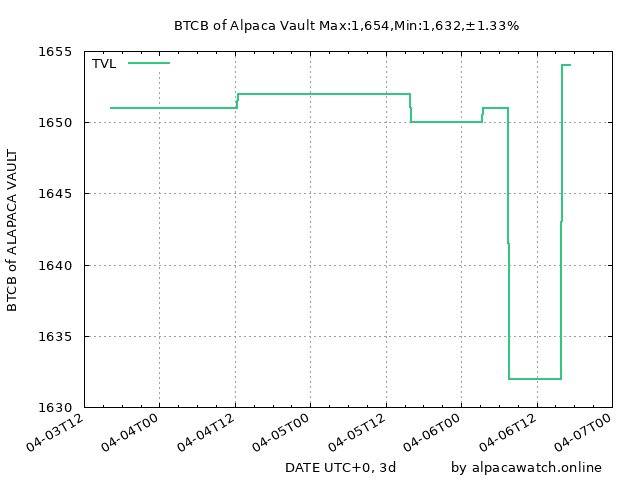 BTCB of Alpaca Vault Max:1,654,Min:1,632,±1.33%
TVL
1655
1650
1645
1640
1635
1630
BTCB of ALAPACA VAULT
04-03T12
04-04T00
04-04T12
04-05T00
04-05T12
04-06T00
04-06T12
04-07T00
DATE UTC+0, 3d
by alpacawatch.online